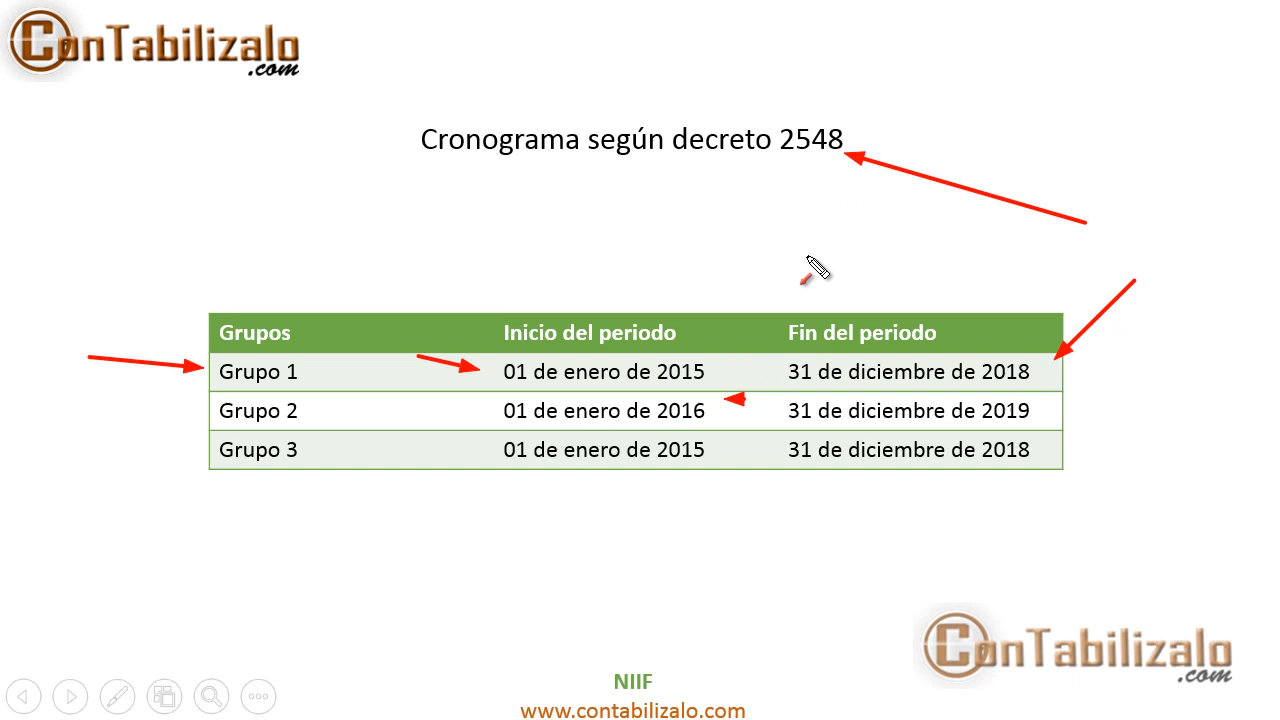 ConTabilizalo
.com
Cronograma según decreto 2548
Grupos Inicio del periodo Fin del periodo
Grupo 1 01 de enero de 2015 31 de diciembre de 2018
Grupo 2 01 de enero de 2016 31 de diciembre de 2019
Grupo 3 01 de enero de 2015 31 de diciembre de 2018
ConTabilizalo
.com
NIIF
www.contabilizalo.com